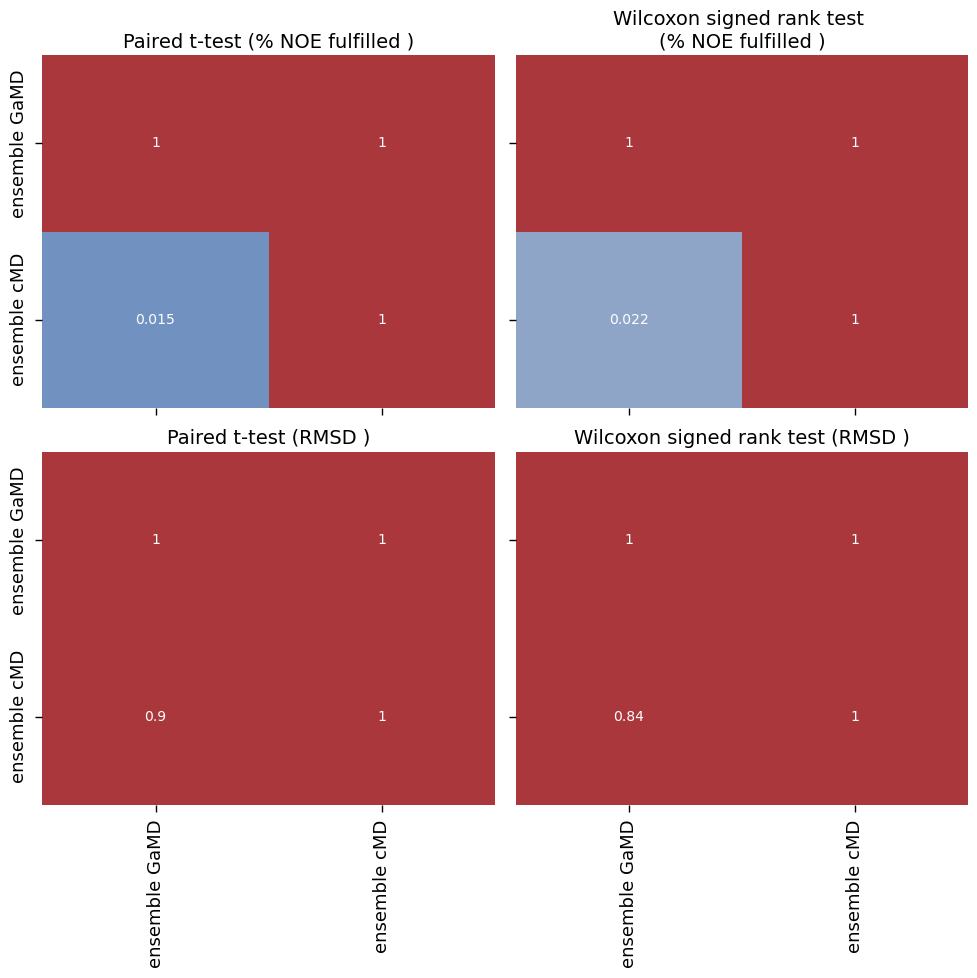 Paired t-test (% NOE fulfilled )
Wilcoxon signed rank test
(% NOE fulfilled )
ensemble GaMD
1
1
1
1
ensemble cMD
0.015
1
0.022
1
Paired t-test (RMSD )
Wilcoxon signed rank test (RMSD )
ensemble GaMD
1
1
1
1
ensemble cMD
0.9
1
0.84
1
ensemble GaMD
ensemble cMD
ensemble GaMD
ensemble cMD